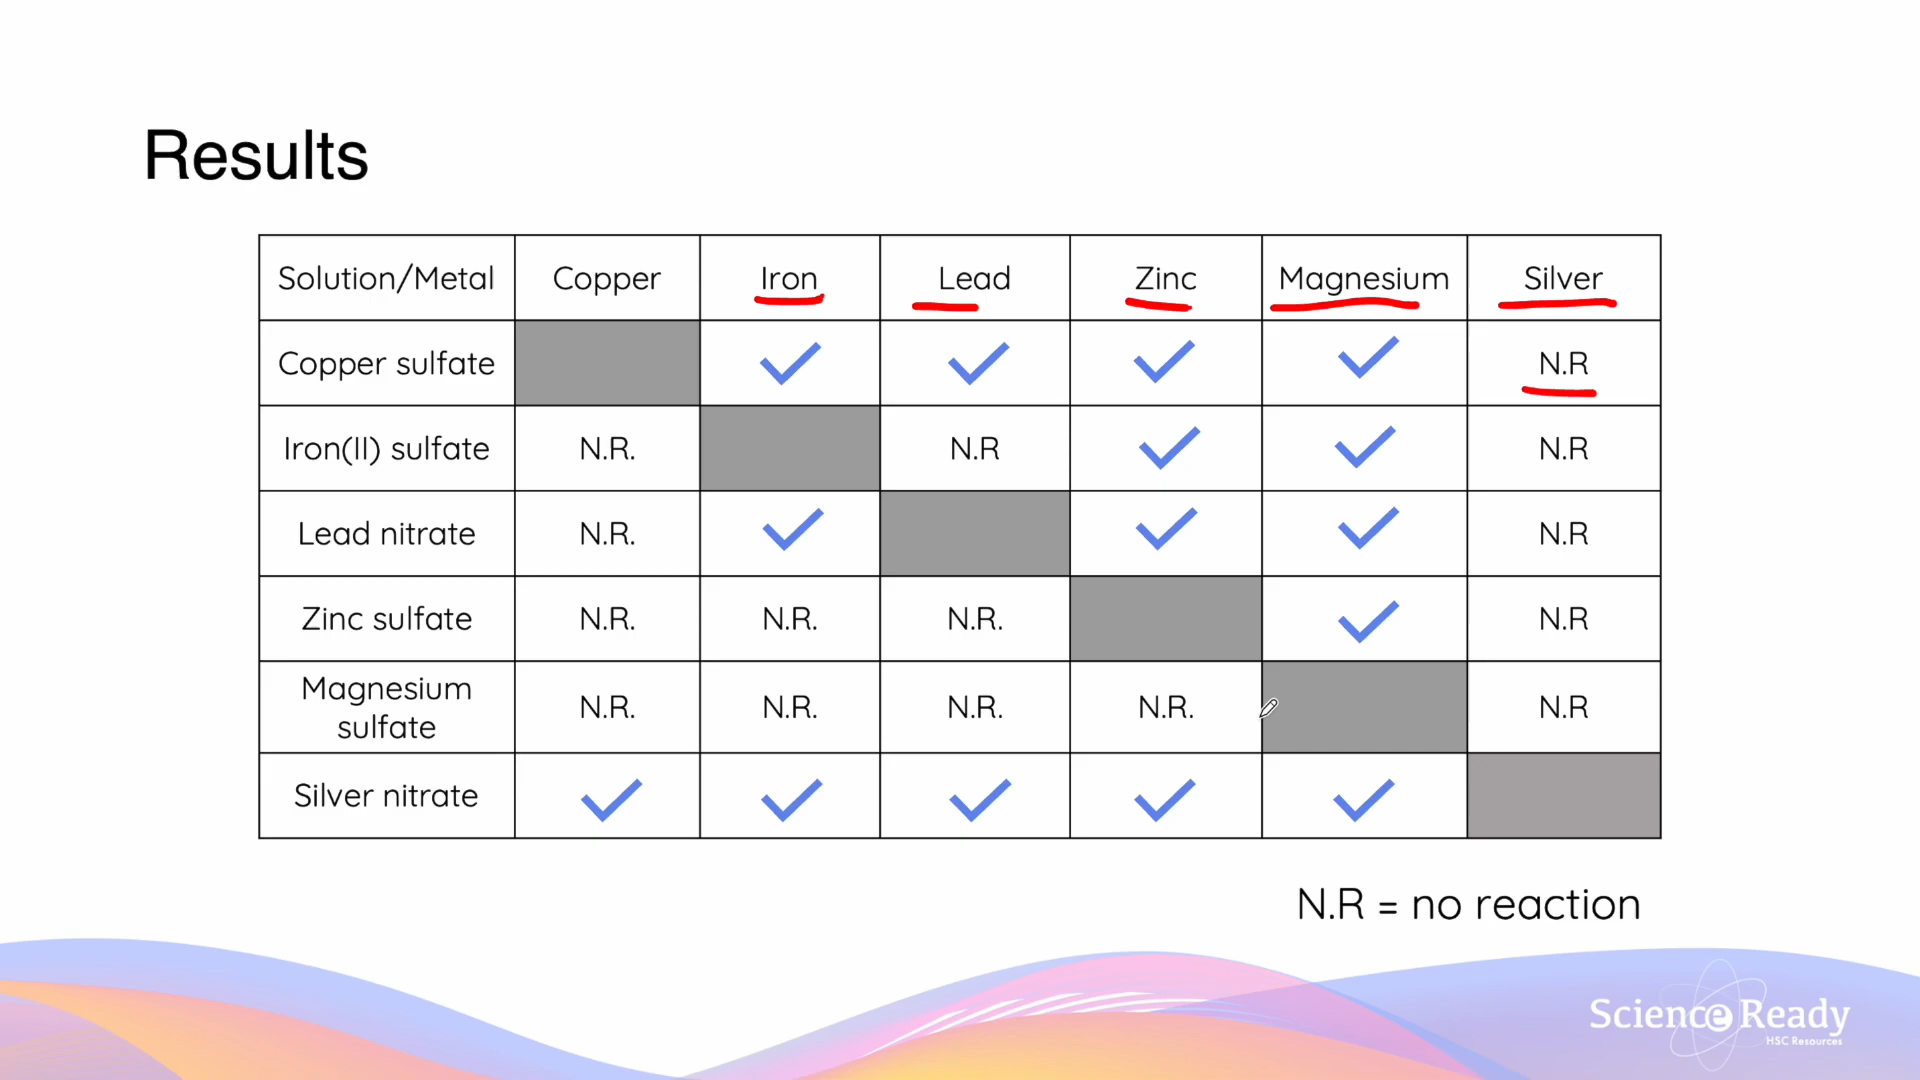 Results
Solution/Metal Copper Iron Lead Zinc Magnesium Silver
Copper sulfate N.R
Iron(II) sulfate N.R. N.R N.R
Lead nitrate N.R. N.R
Zinc sulfate N.R. N.R. N.R. N.R
Magnesium
sulfate N.R. N.R. N.R. N.R. N.R
Silver nitrate
N.R = no reaction
Science Ready
HSC Resources